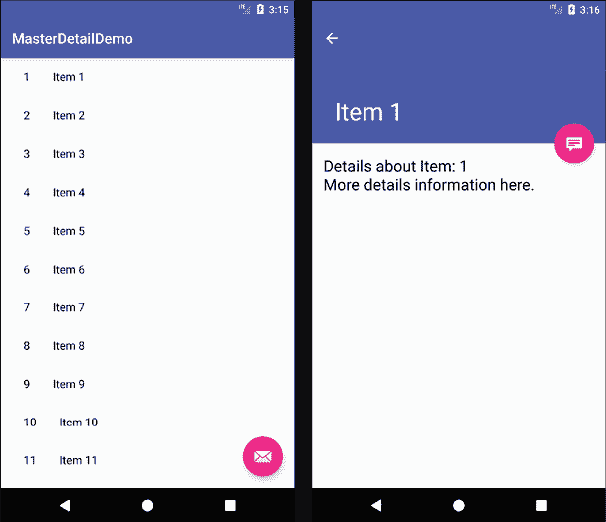 3:15
MasterDetailDemo
1 Item 1
2 Item 2
3 Item 3
4 Item 4
5 Item 5
6 Item 6
7 Item 7
8 Item 8
9 Item 9
10 Item 10
11 Item 11
3:16
Item 1
Details about Item: 1
More details information here.